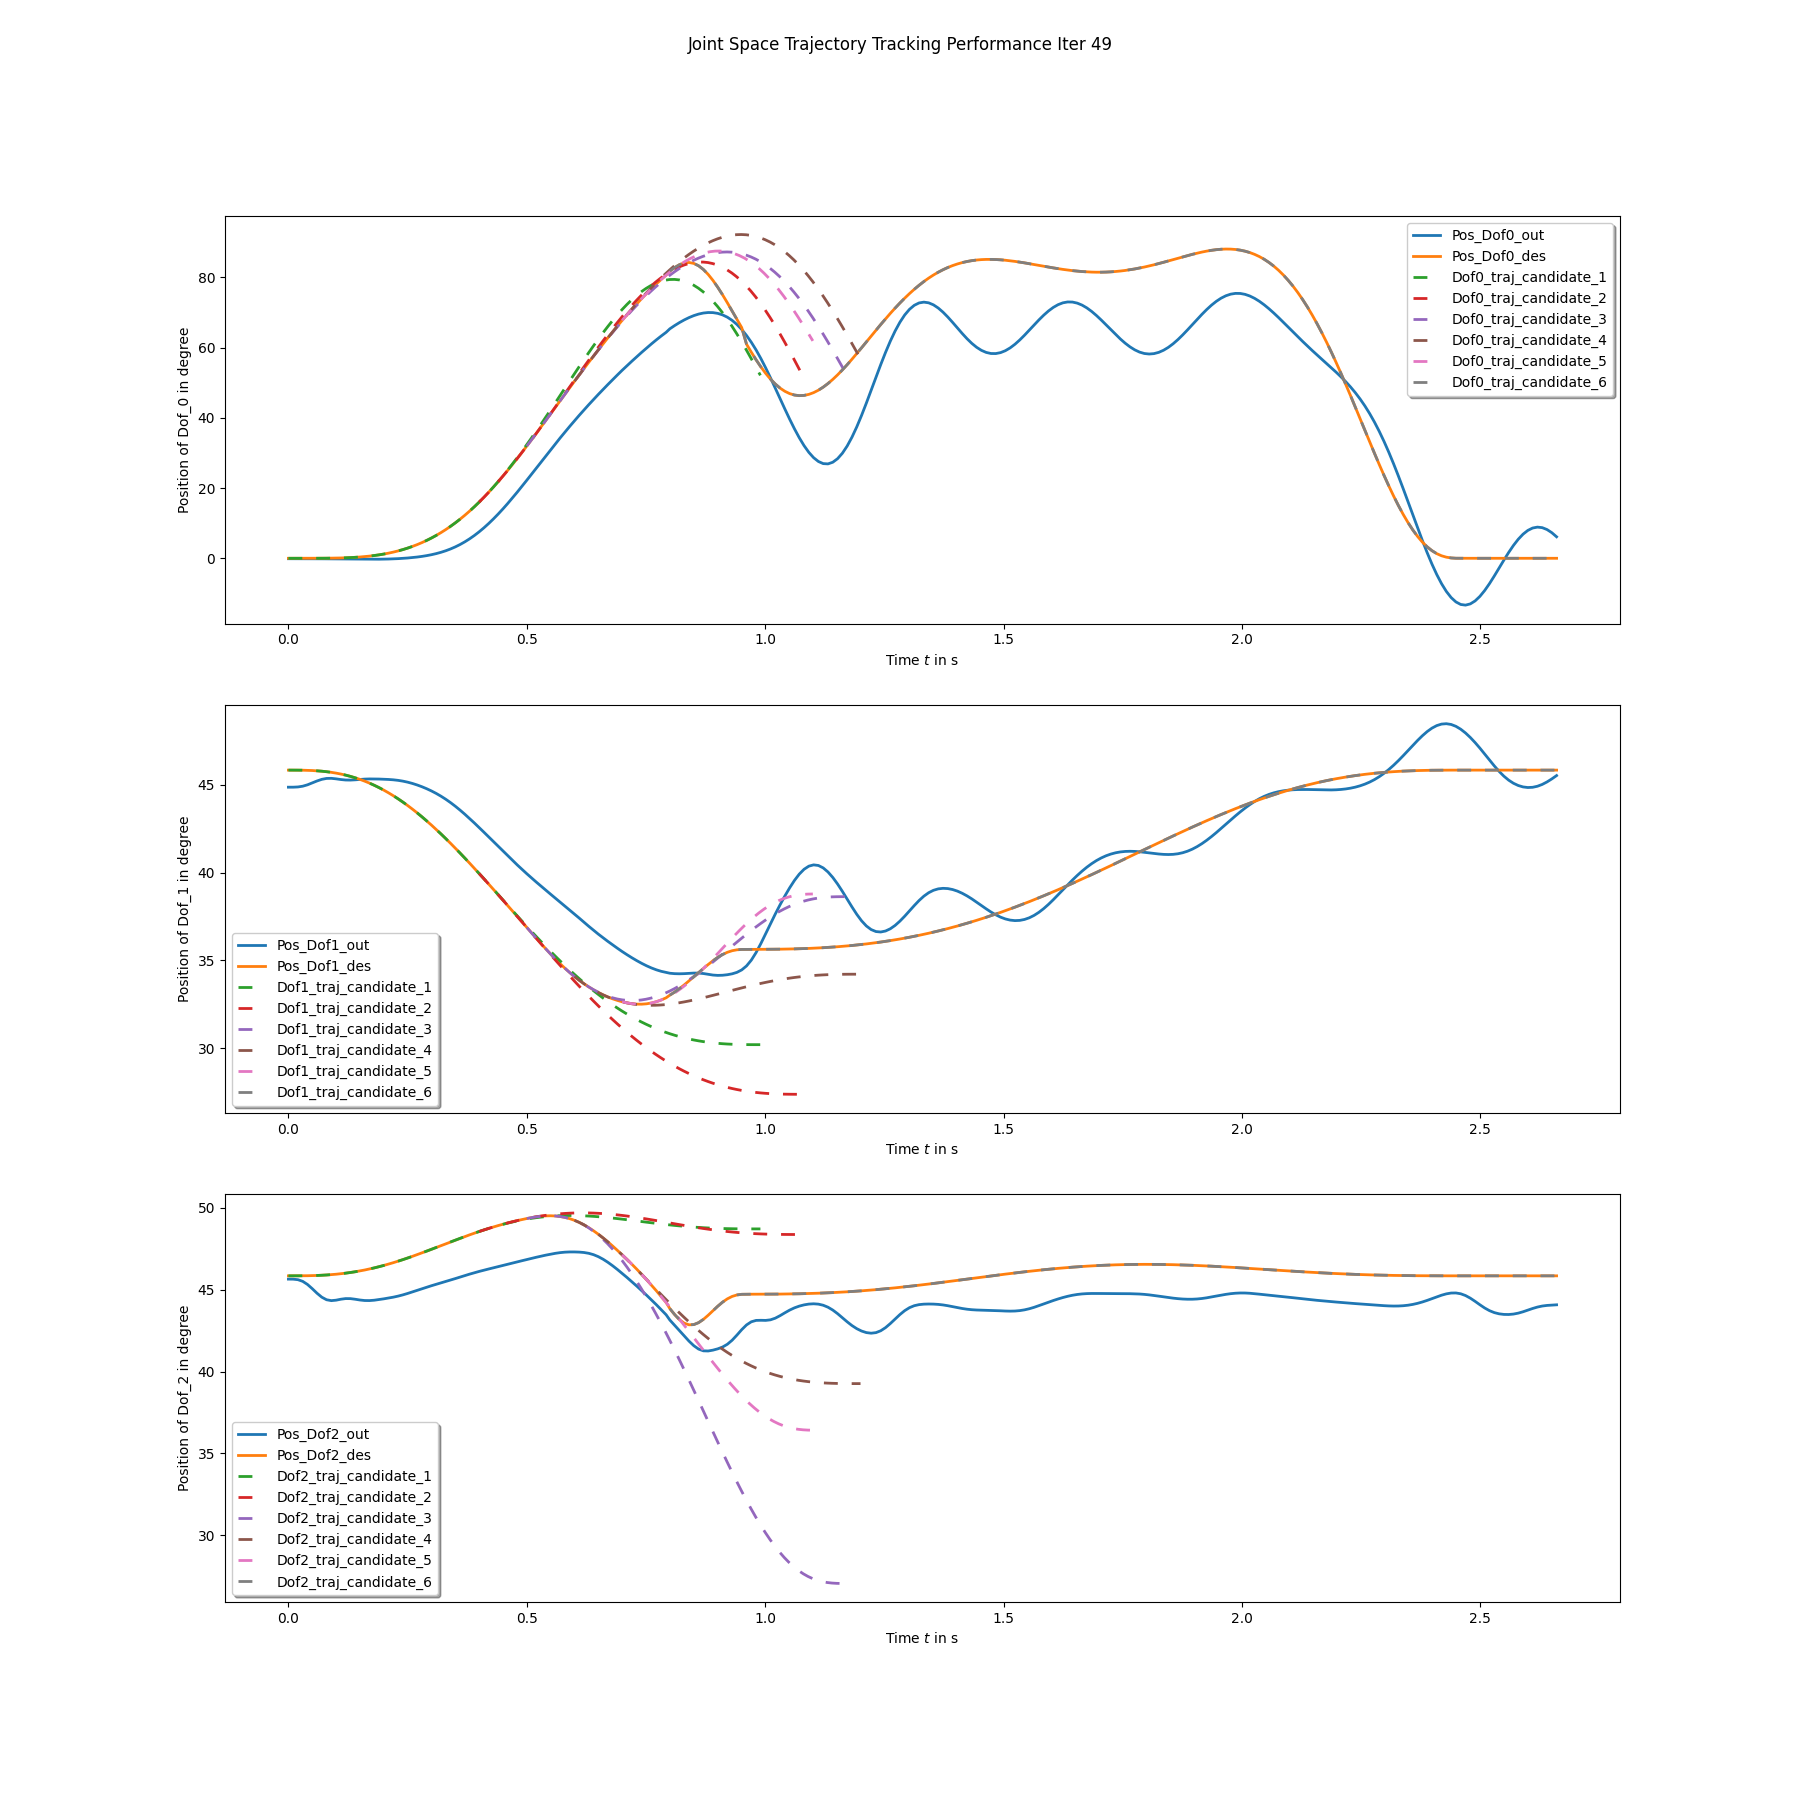 Joint Space Trajectory Tracking Performance Iter 49
Position of Dof_0 in degree
80
60
40
20
0
Pos_Dof0_out
Pos_Dof0_des
Dof0_traj_candidate_1
Dof0_traj_candidate_2
Dof0_traj_candidate_3
Dof0_traj_candidate_4
Dof0_traj_candidate_5
Dof0_traj_candidate_6
0.0 0.5 1.0 1.5 2.0 2.5
Time t in s
Position of Dof_1 in degree
45
40
35
30
Pos_Dof1_out
Pos_Dof1_des
Dof1_traj_candidate_1
Dof1_traj_candidate_2
Dof1_traj_candidate_3
Dof1_traj_candidate_4
Dof1_traj_candidate_5
Dof1_traj_candidate_6
0.0 0.5 1.0 1.5 2.0 2.5
Time t in s
Position of Dof_2 in degree
50
45
40
35
30
Pos_Dof2_out
Pos_Dof2_des
Dof2_traj_candidate_1
Dof2_traj_candidate_2
Dof2_traj_candidate_3
Dof2_traj_candidate_4
Dof2_traj_candidate_5
Dof2_traj_candidate_6
0.0 0.5 1.0 1.5 2.0 2.5
Time t in s